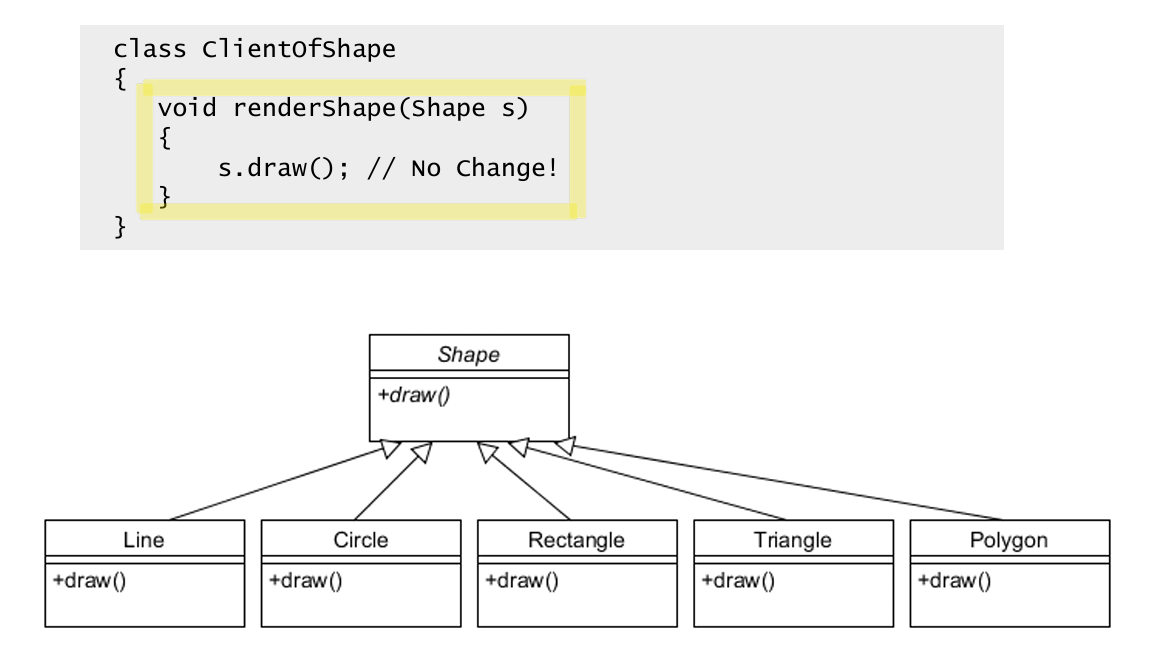 class ClientOfShape
{
void renderShape(Shape s)
{
s.draw(); // No Change!
}
}
Shape
+draw()
Line
+draw()
Circle
+draw()
Rectangle
+draw()
Triangle
+draw()
Polygon
+draw()